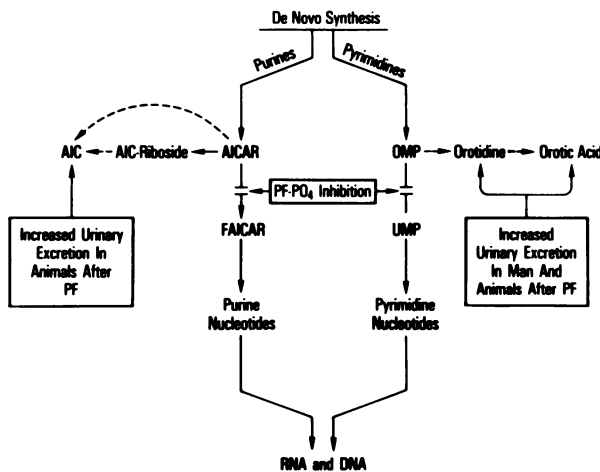 De Novo Synthesis
Purines
Pyrimidines
AIC
AIC-Riboside
AICAR
OMP
Orotidine
Orotic Acid
PF-PO₄ Inhibition
Increased Urinary
Excretion In
Animals After
PF
FAICAR
UMP
Increased
Urinary Excretion
In Man And
Animals After PF
Purine
Nucleotides
Pyrimidine
Nucleotides
RNA and DNA